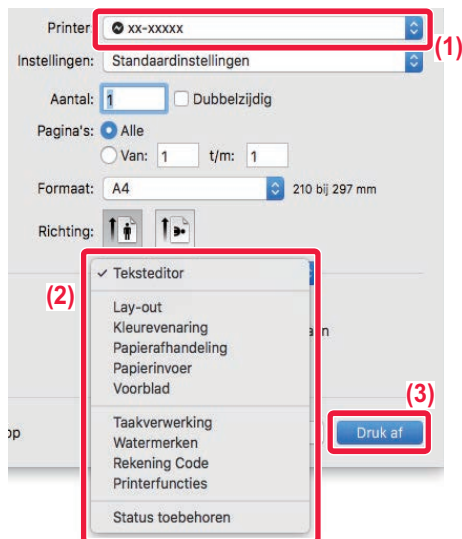 Printer: xx-xxxxx
(1)
Instellingen: Standaardinstellingen
Aantal: 1 Dubbelzijdig
Pagina's: Alle
Van: 1 t/m: 1
Formaat: A4 210 bij 297 mm
Richting:
(2)
✓ Teksteditor
Lay-out
Kleurevenaring
Papierafhandeling
Papierinvoer
Voorblad
(3)
Taakverwerking
Watermerken
Rekening Code
Printerfuncties
Druk af
Status toebehoren